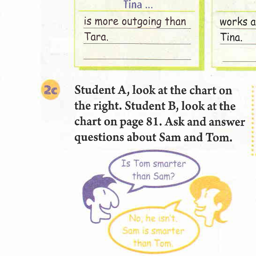 Tina ...
is more outgoing than
Tara.
works a
Tina.
2c
Student A, look at the chart on
the right. Student B, look at the
chart on page 81. Ask and answer
questions about Sam and Tom.
Is Tom smarter
than Sam?
No, he isn't.
Sam is smarter
than Tom.